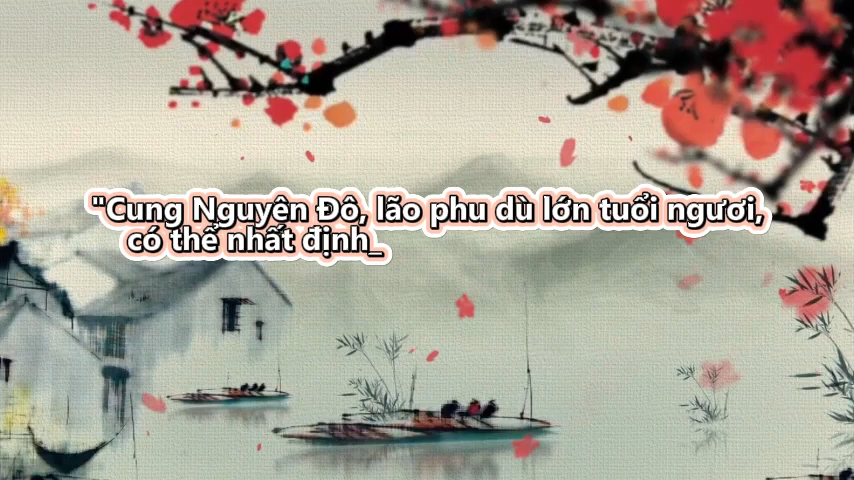 "Cung Nguyên Đô, lão phu dù lớn tuổi ngươi,
có thể nhất định_